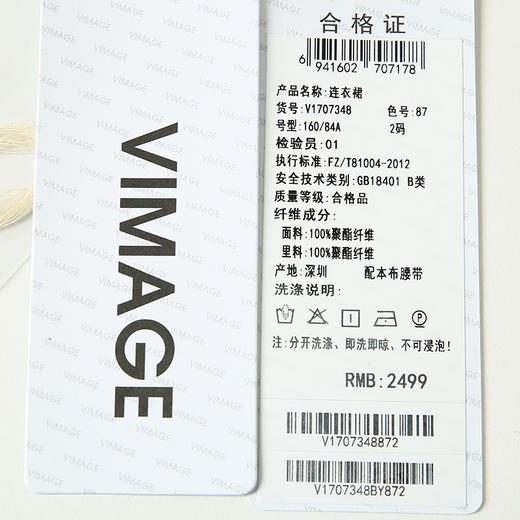 VIMAGE
合格证
6 941602 707178
产品名称:连衣裙
货号:V1707348 色号:87
号型:160/84A 2码
检验员:01
执行标准:FZ/T81004-2012
安全技术类别:GB18401 B类
质量等级:合格品
纤维成分:
面料:100%聚酯纤维
里料:100%聚酯纤维
产地:深圳 配本布腰带
洗涤说明:
注:分开洗涤、即洗即晾、不可浸泡!
RMB:2499
V1707348872
V1707348BY872